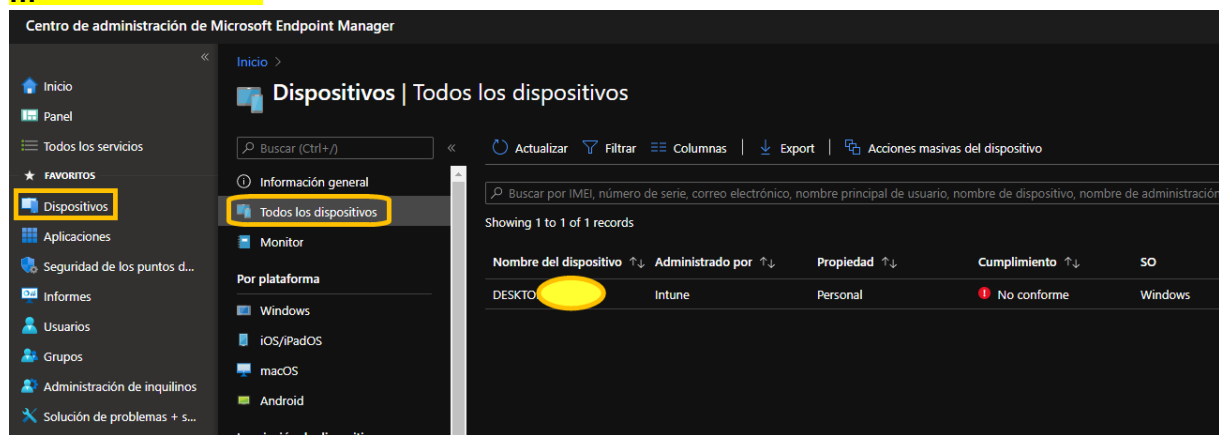 Centro de administración de Microsoft Endpoint Manager
«
Inicio
Panel
Todos los servicios
FAVORITOS
Dispositivos
Aplicaciones
Seguridad de los puntos d...
Informes
Usuarios
Grupos
Administración de inquilinos
Solución de problemas + s...
Inicio >
Dispositivos | Todos los dispositivos
Buscar (Ctrl+/)
«
Información general
Todos los dispositivos
Monitor
Por plataforma
Windows
iOS/iPadOS
macOS
Android
Actualizar Filtrar Columnas | Export | Acciones masivas del dispositivo
Buscar por IMEI, número de serie, correo electrónico, nombre principal de usuario, nombre de dispositivo, nombre de administración
Showing 1 to 1 of 1 records
Nombre del dispositivo ↑↓ Administrado por ↑↓ Propiedad ↑↓ Cumplimiento ↑↓ SO
DESKTO Intune Personal No conforme Windows